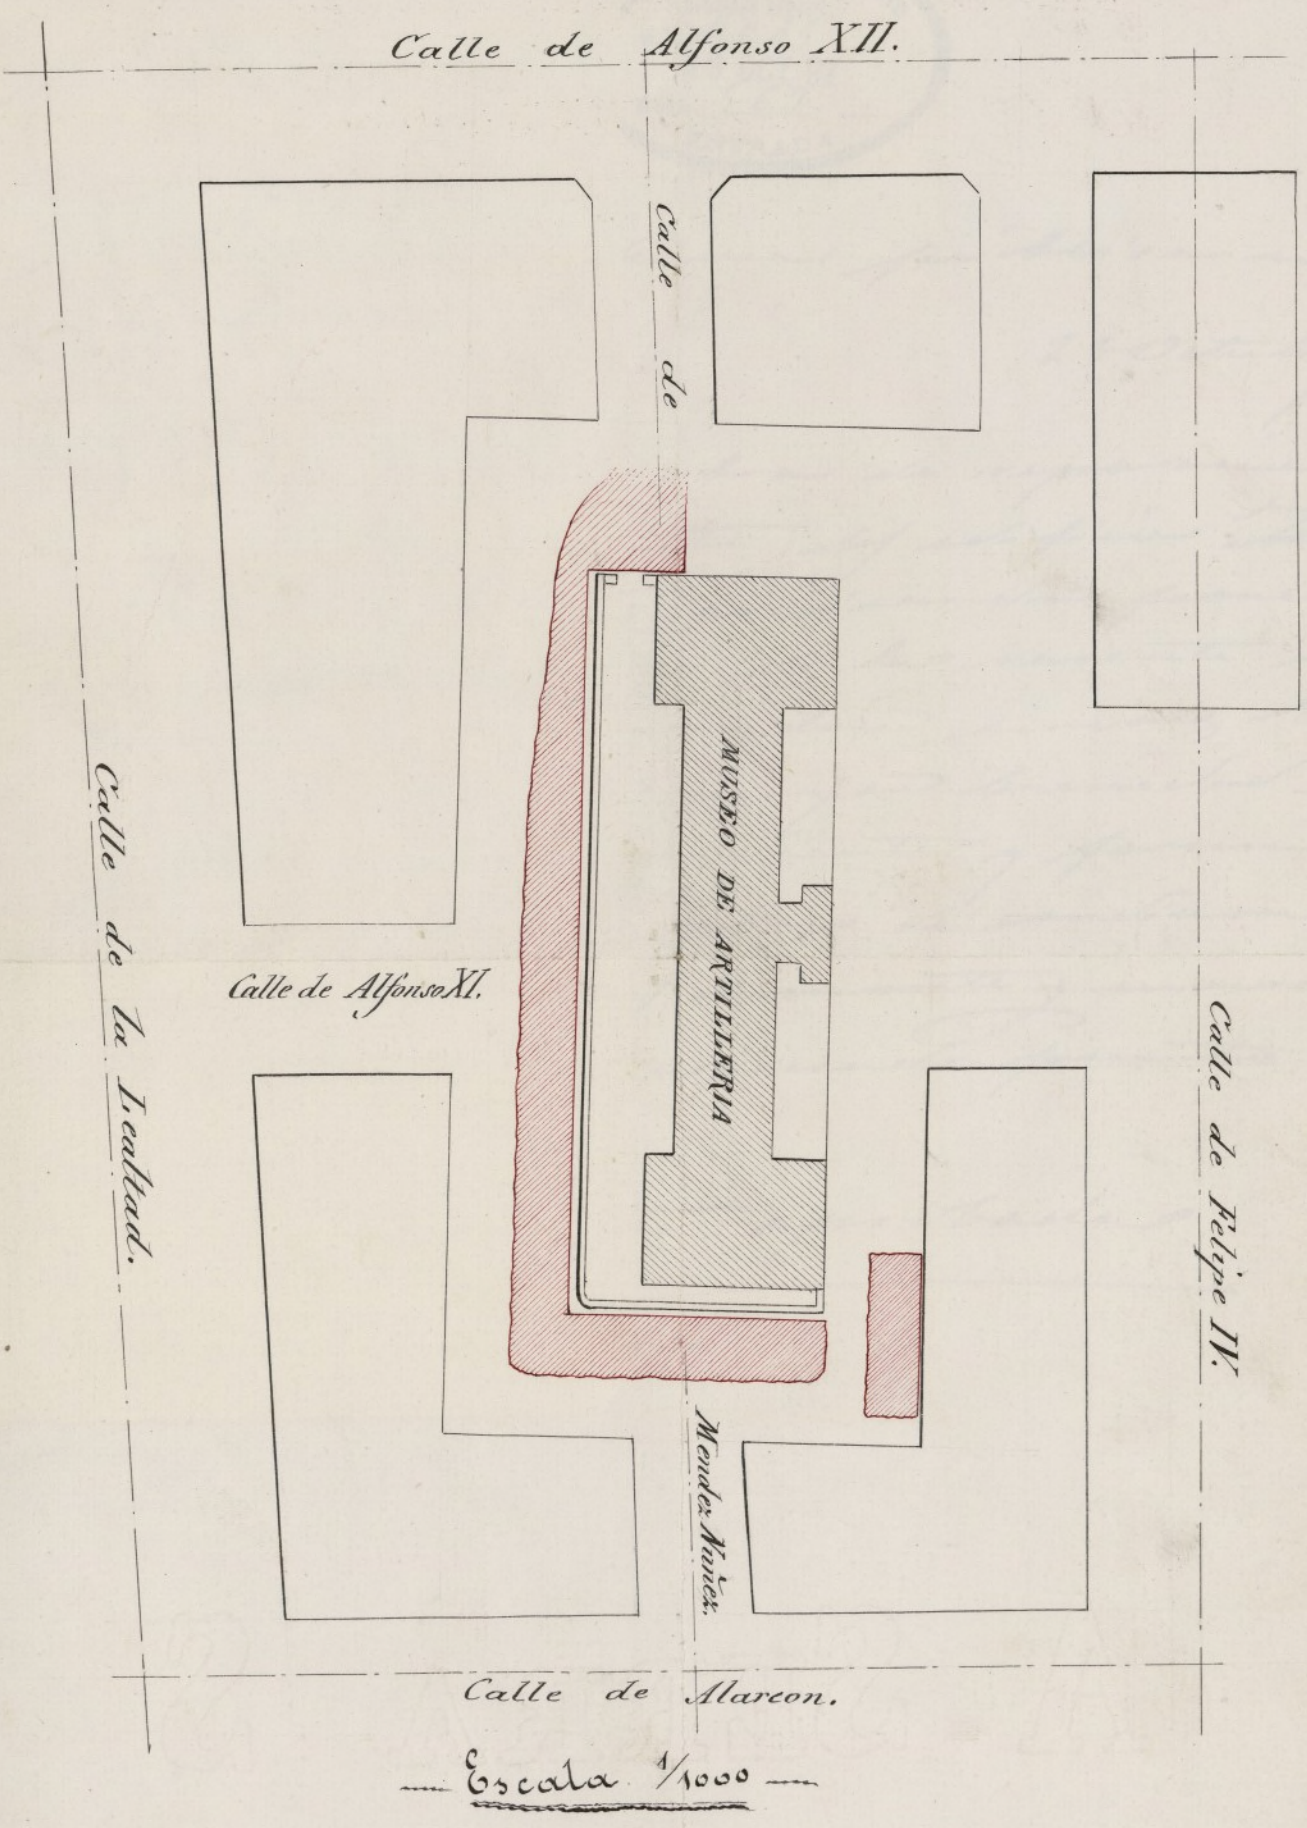 Calle de Alfonso XII.
Calle de
MUSEO DE ARTILLERIA
Calle de la Lealtad.
Calle de Alfonso XI.
Calle de Felipe IV.
Mendez Nuñez.
Calle de Alarcon.
— Escala 1/1000 —